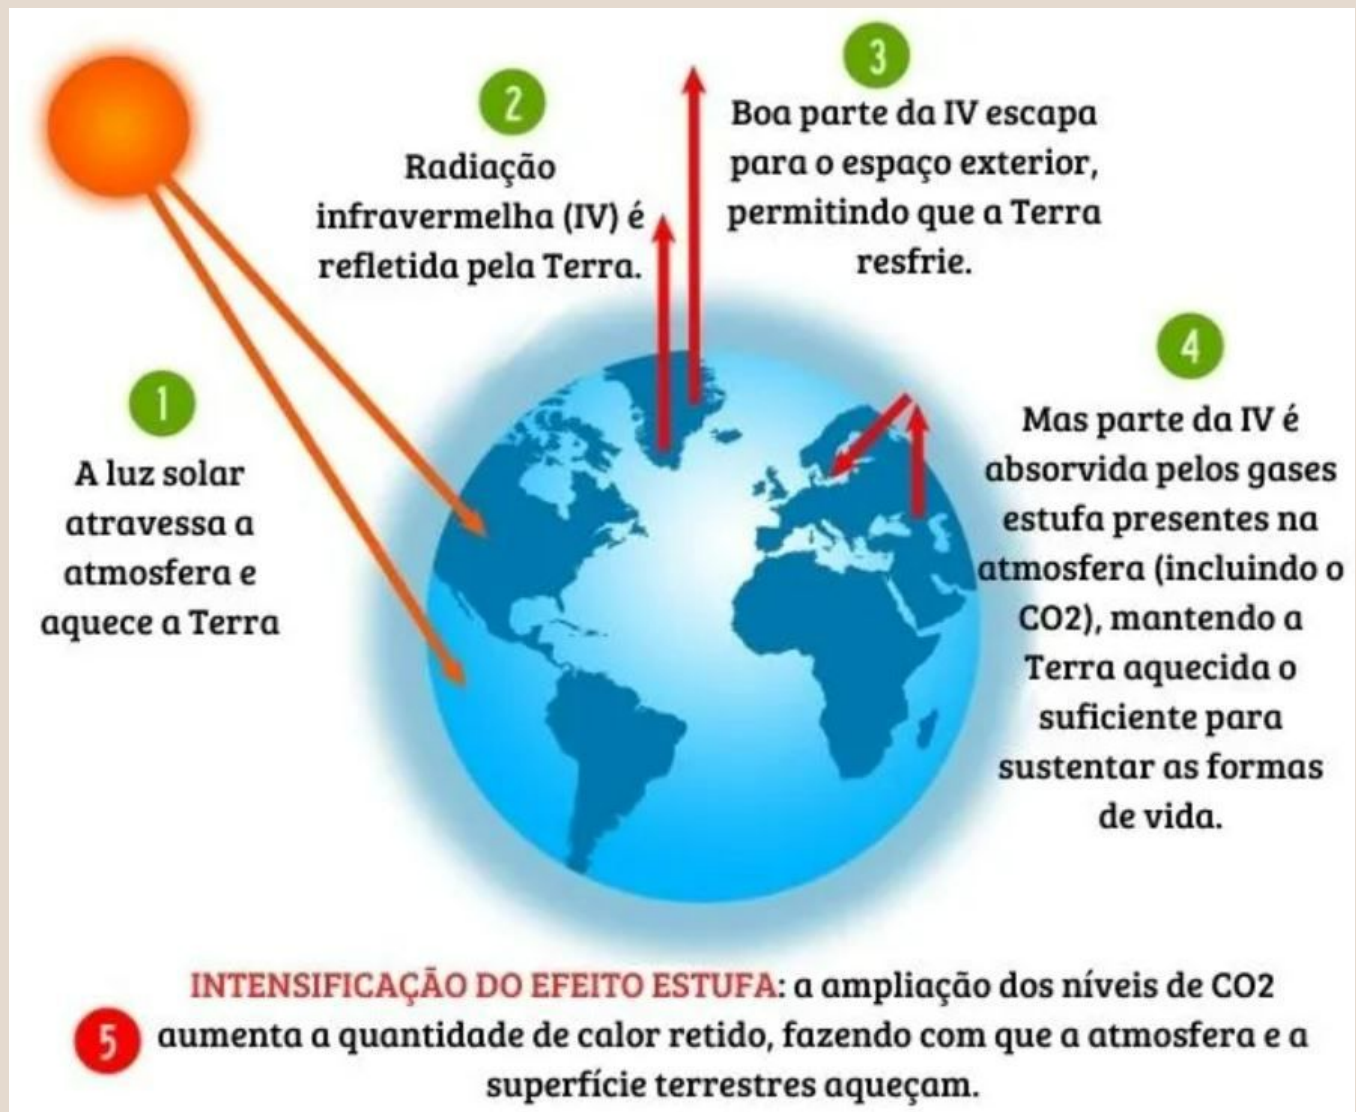 1
A luz solar
atravessa a
atmosfera e
aquece a Terra
2
Radiação
infravermelha (IV) é
refletida pela Terra.
3
Boa parte da IV escapa
para o espaço exterior,
permitindo que a Terra
resfrie.
4
Mas parte da IV é
absorvida pelos gases
estufa presentes na
atmosfera (incluindo o
CO2), mantendo a
Terra aquecida o
suficiente para
sustentar as formas
de vida.
5
INTENSIFICAÇÃO DO EFEITO ESTUFA: a ampliação dos níveis de CO2
aumenta a quantidade de calor retido, fazendo com que a atmosfera e a
superfície terrestres aqueçam.